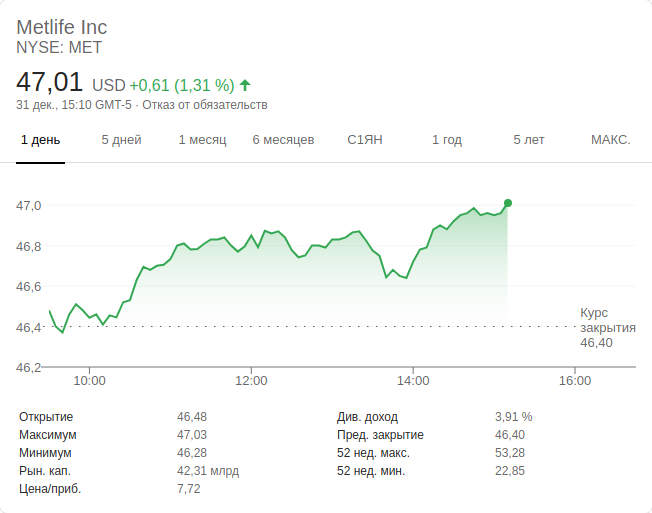 Metlife Inc
NYSE: MET
47,01 USD +0,61 (1,31 %)
31 дек., 15:10 GMT-5 · Отказ от обязательств
1 день 5 дней 1 месяц 6 месяцев С1ЯН 1 год 5 лет МАКС.
47,0
46,8
46,6
46,4
46,2
Курс
закрытия
46,40
10:00 12:00 14:00 16:00
Открытие 46,48 Див. доход 3,91 %
Максимум 47,03 Пред. закрытие 46,40
Минимум 46,28 52 нед. макс. 53,28
Рын. кап. 42,31 млрд 52 нед. мин. 22,85
Цена/приб. 7,72